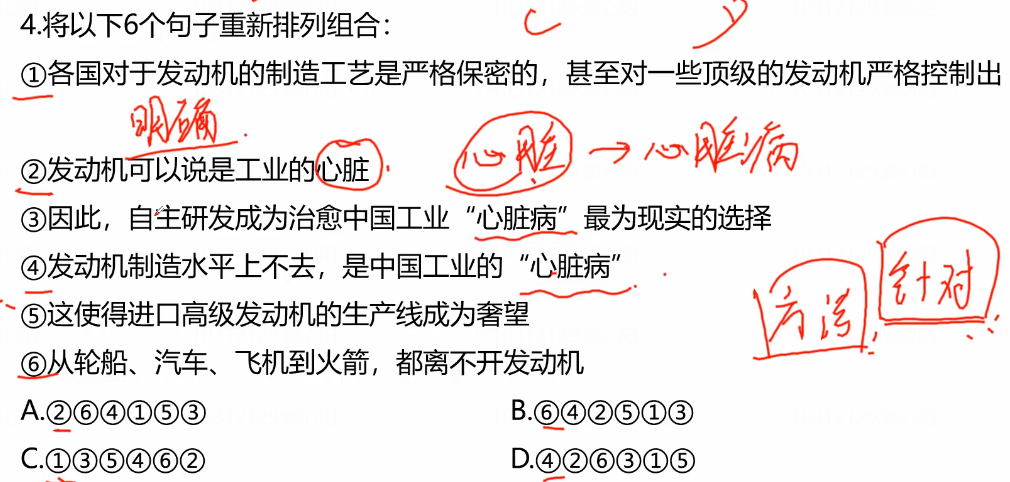 C
4.将以下6个句子重新排列组合：
①各国对于发动机的制造工艺是严格保密的，甚至对一些顶级的发动机严格控制出
明确
②发动机可以说是工业的心脏 心脏→心脏病
③因此，自主研发成为治愈中国工业“心脏病”最为现实的选择
④发动机制造水平上不去，是中国工业的“心脏病”
针对
⑤这使得进口高级发动机的生产线成为奢望
⑥从轮船、汽车、飞机到火箭，都离不开发动机
A.②⑥④①⑤③ B.⑥④②⑤①③
C.①③⑤④⑥② D.④②⑥③①⑤